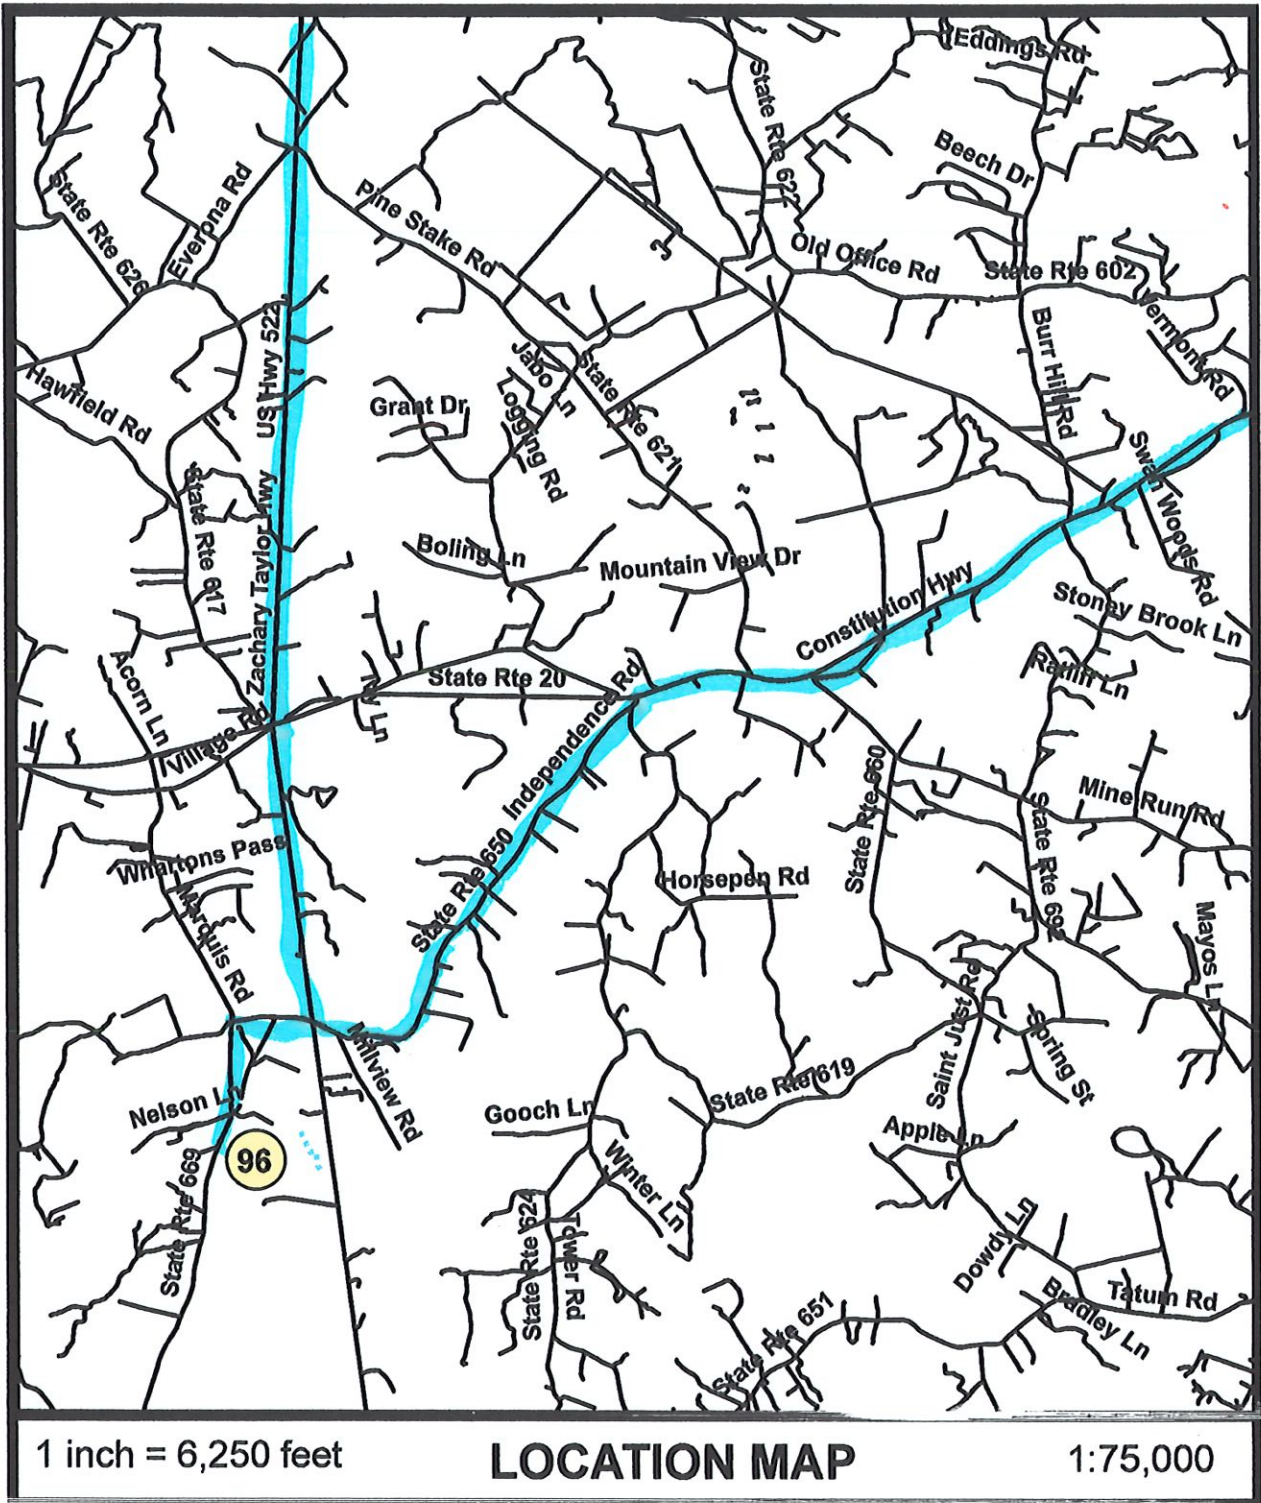 Eddings Rd
State Rte 621
Beech Dr
State Rte 626
Everona Rd
Pine Stake Rd
Old Office Rd
State Rte 602
Vermont Rd
Burr Hill Rd
US Hwy 522
Zachary Taylor Hwy
Hawfield Rd
Grant Dr
Jabo Ln
Logging Rd
State Rte 621
Swan Woods Rd
State Rte 617
Boling Ln
Mountain View Dr
Constitution Hwy
Stoney Brook Ln
Ratlin Ln
Acorn Ln
Village Rd
State Rte 20
Independence Rd
State Rte 650
State Rte 660
Mine Run Rd
State Rte 692
Whartons Pass
Marquis Rd
Horsepen Rd
Mayos Ln
Millview Rd
Saint Just Rd
Spring St
State Rte 619
Nelson Ln
Gooch Ln
Apple Ln
96
Winter Ln
State Rte 669
State Rte 624
Tower Rd
Dowdy Ln
Tatum Rd
Bradley Ln
State Rte 651
1 inch = 6,250 feet
LOCATION MAP
1:75,000